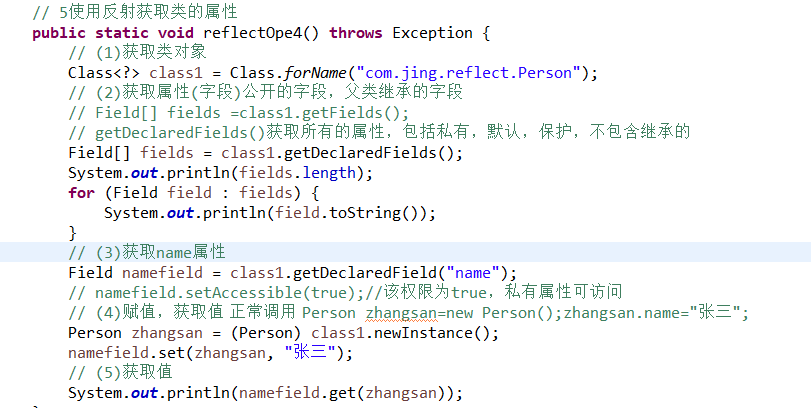 // 5使用反射获取类的属性
public static void reflectOpe4() throws Exception {
// (1)获取类对象
Class<?> class1 = Class.forName("com.jing.reflect.Person");
// (2)获取属性(字段)公开的字段，父类继承的字段
// Field[] fields =class1.getFields();
// getDeclaredFields()获取所有的属性，包括私有，默认，保护，不包含继承的
Field[] fields = class1.getDeclaredFields();
System.out.println(fields.length);
for (Field field : fields) {
System.out.println(field.toString());
}
// (3)获取name属性
Field namefield = class1.getDeclaredField("name");
// namefield.setAccessible(true);//该权限为true，私有属性可访问
// (4)赋值，获取值 正常调用 Person zhangsan=new Person();zhangsan.name="张三";
Person zhangsan = (Person) class1.newInstance();
namefield.set(zhangsan, "张三");
// (5)获取值
System.out.println(namefield.get(zhangsan));